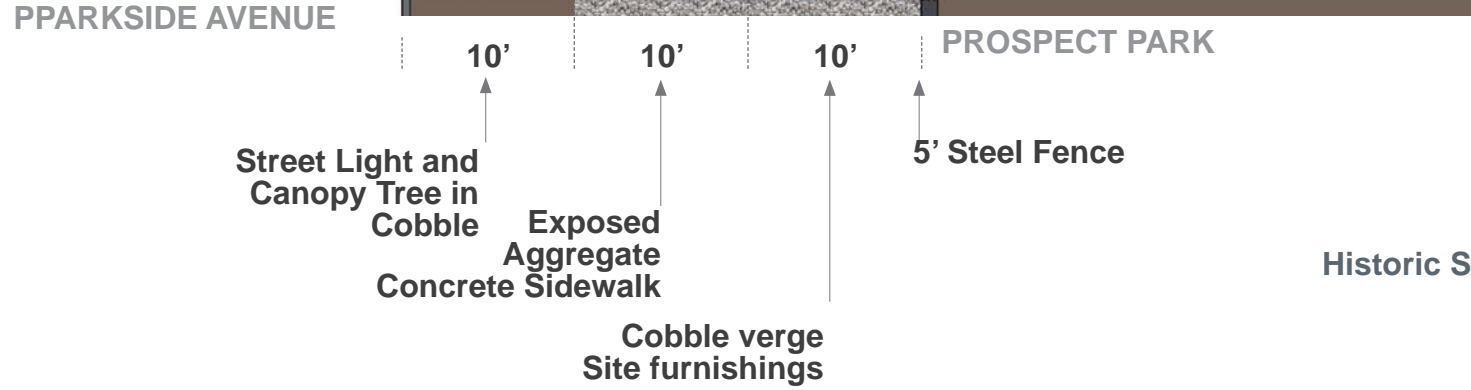 PPARKSIDE AVENUE
10’
10’
10’
PROSPECT PARK
Street Light and
Canopy Tree in
Cobble
Exposed
Aggregate
Concrete Sidewalk
Cobble verge
Site furnishings
5’ Steel Fence
Historic S